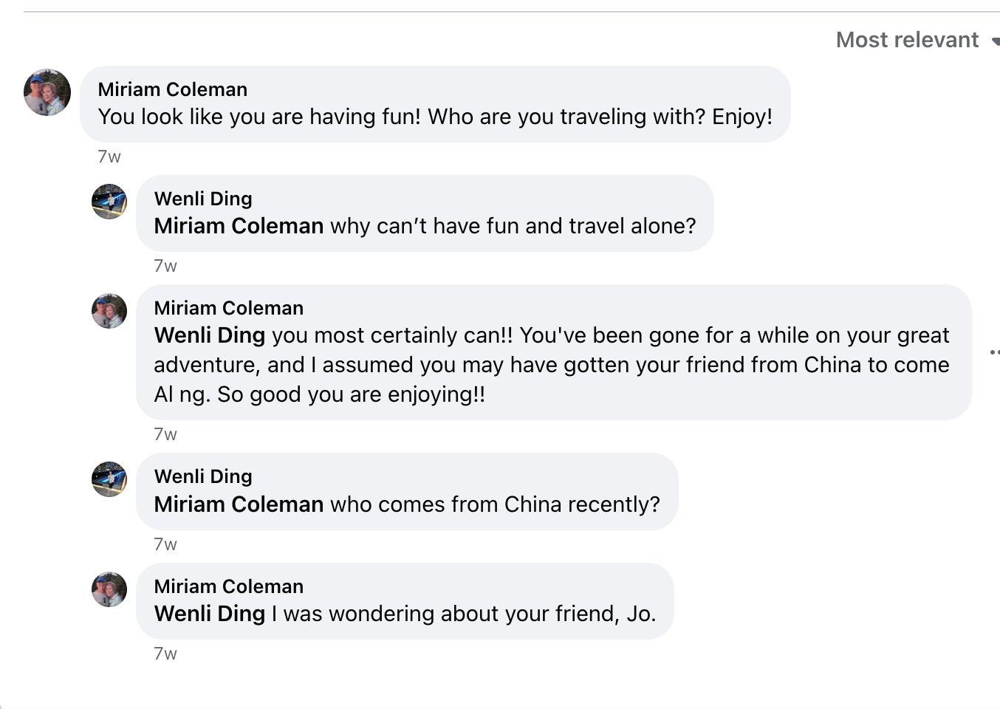 Most relevant
Miriam Coleman
You look like you are having fun! Who are you traveling with? Enjoy!
7w
Wenli Ding
Miriam Coleman why can’t have fun and travel alone?
7w
Miriam Coleman
Wenli Ding you most certainly can!! You've been gone for a while on your great
adventure, and I assumed you may have gotten your friend from China to come
Al ng. So good you are enjoying!!
7w
Wenli Ding
Miriam Coleman who comes from China recently?
7w
Miriam Coleman
Wenli Ding I was wondering about your friend, Jo.
7w